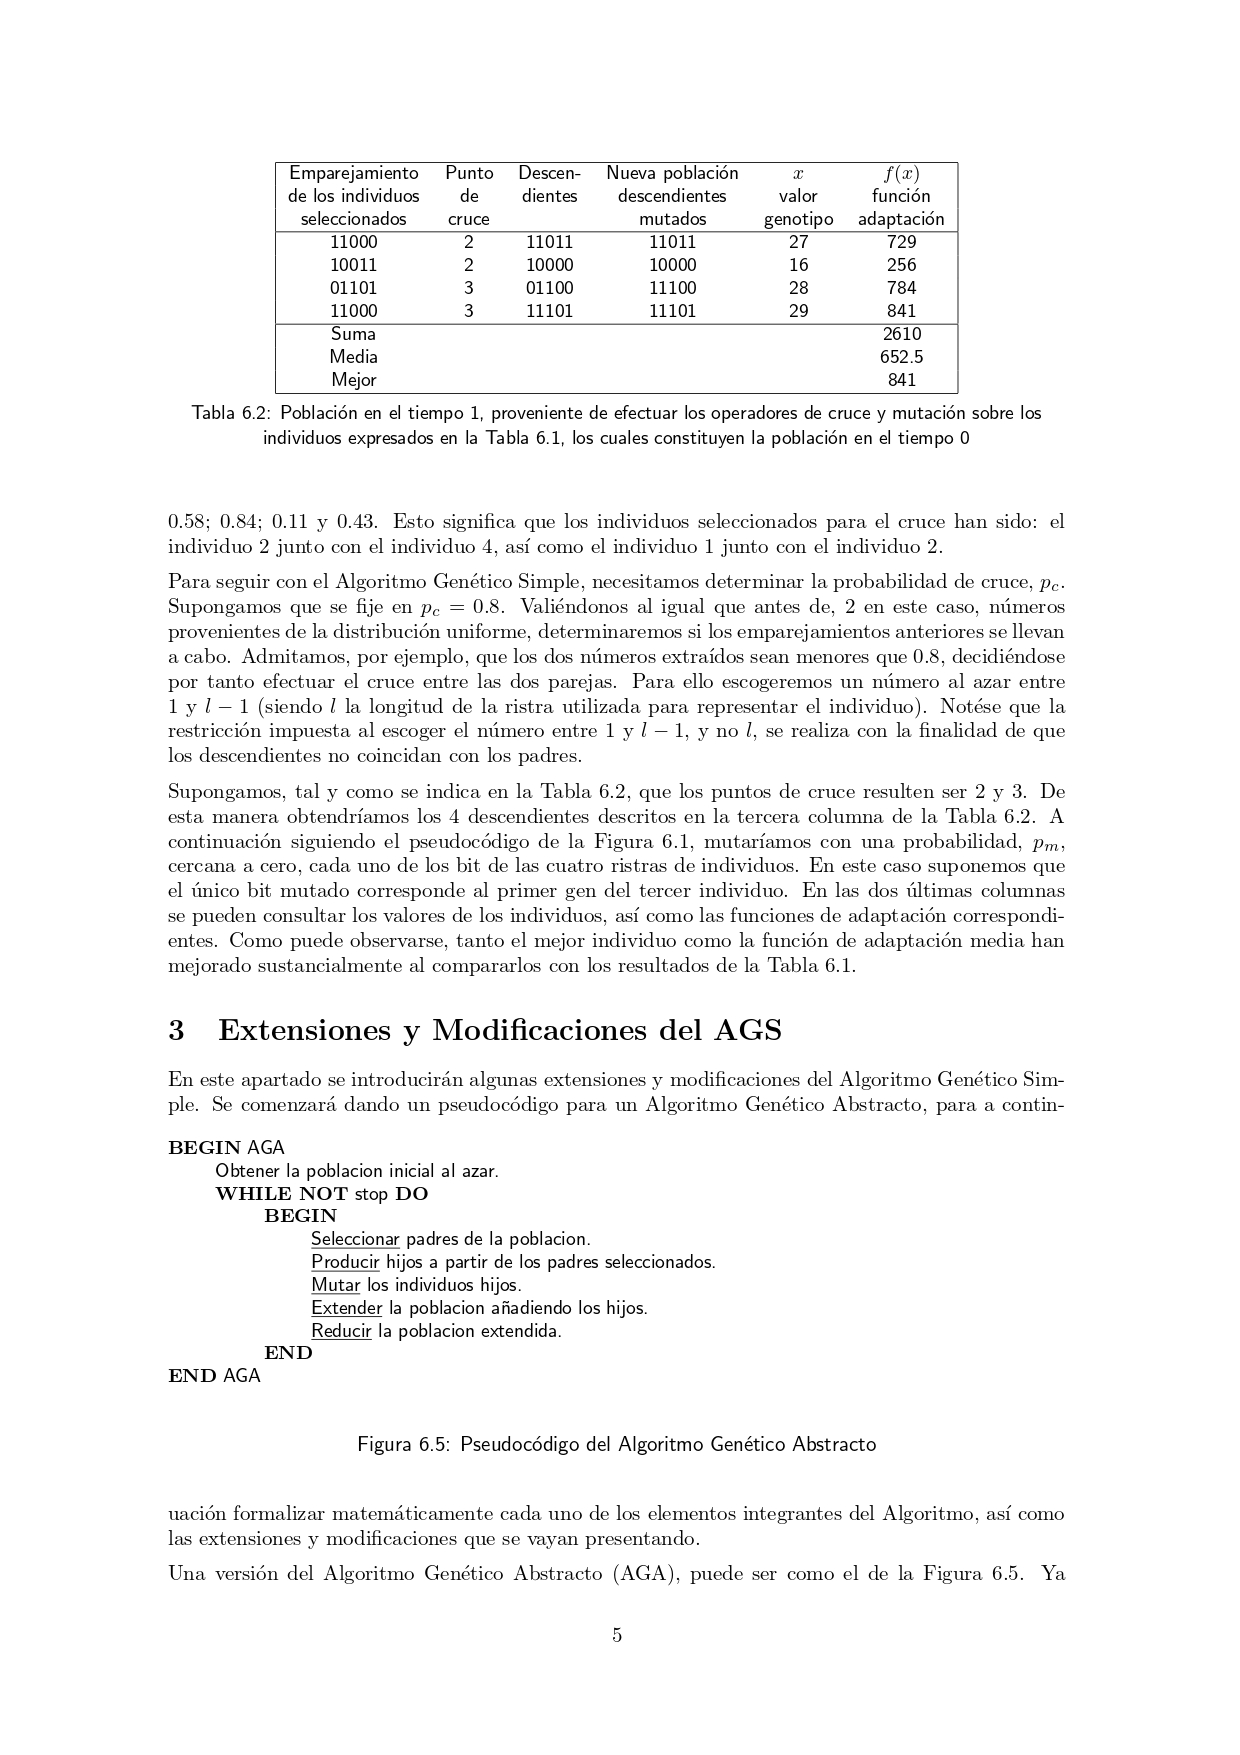 Emparejamiento Punto Descen- Nueva población x f(x)
de los individuos de dientes descendientes valor función
seleccionados cruce mutados genotipo adaptación
11000 2 11011 11011 27 729
10011 2 10000 10000 16 256
01101 3 01100 11100 28 784
11000 3 11101 11101 29 841
Suma 2610
Media 652.5
Mejor 841
Tabla 6.2: Población en el tiempo 1, proveniente de efectuar los operadores de cruce y mutación sobre los
individuos expresados en la Tabla 6.1, los cuales constituyen la población en el tiempo 0
0.58; 0.84; 0.11 y 0.43. Esto significa que los individuos seleccionados para el cruce han sido: el
individuo 2 junto con el individuo 4, así como el individuo 1 junto con el individuo 2.
Para seguir con el Algoritmo Genético Simple, necesitamos determinar la probabilidad de cruce, p_c.
Supongamos que se fije en p_c = 0.8. Valiéndonos al igual que antes de, 2 en este caso, números
provenientes de la distribución uniforme, determinaremos si los emparejamientos anteriores se llevan
a cabo. Admitamos, por ejemplo, que los dos números extraídos sean menores que 0.8, decidiéndose
por tanto efectuar el cruce entre las dos parejas. Para ello escogeremos un número al azar entre
1 y l − 1 (siendo l la longitud de la ristra utilizada para representar el individuo). Notése que la
restricción impuesta al escoger el número entre 1 y l − 1, y no l, se realiza con la finalidad de que
los descendientes no coincidan con los padres.
Supongamos, tal y como se indica en la Tabla 6.2, que los puntos de cruce resulten ser 2 y 3. De
esta manera obtendríamos los 4 descendientes descritos en la tercera columna de la Tabla 6.2. A
continuación siguiendo el pseudocódigo de la Figura 6.1, mutaríamos con una probabilidad, p_m,
cercana a cero, cada uno de los bit de las cuatro ristras de individuos. En este caso suponemos que
el único bit mutado corresponde al primer gen del tercer individuo. En las dos últimas columnas
se pueden consultar los valores de los individuos, así como las funciones de adaptación correspondi-
entes. Como puede observarse, tanto el mejor individuo como la función de adaptación media han
mejorado sustancialmente al compararlos con los resultados de la Tabla 6.1.
3 Extensiones y Modificaciones del AGS
En este apartado se introducirán algunas extensiones y modificaciones del Algoritmo Genético Sim-
ple. Se comenzará dando un pseudocódigo para un Algoritmo Genético Abstracto, para a contin-
BEGIN AGA
Obtener la poblacion inicial al azar.
WHILE NOT stop DO
BEGIN
Seleccionar padres de la poblacion.
Producir hijos a partir de los padres seleccionados.
Mutar los individuos hijos.
Extender la poblacion añadiendo los hijos.
Reducir la poblacion extendida.
END
END AGA
Figura 6.5: Pseudocódigo del Algoritmo Genético Abstracto
uación formalizar matemáticamente cada uno de los elementos integrantes del Algoritmo, así como
las extensiones y modificaciones que se vayan presentando.
Una versión del Algoritmo Genético Abstracto (AGA), puede ser como el de la Figura 6.5. Ya
5